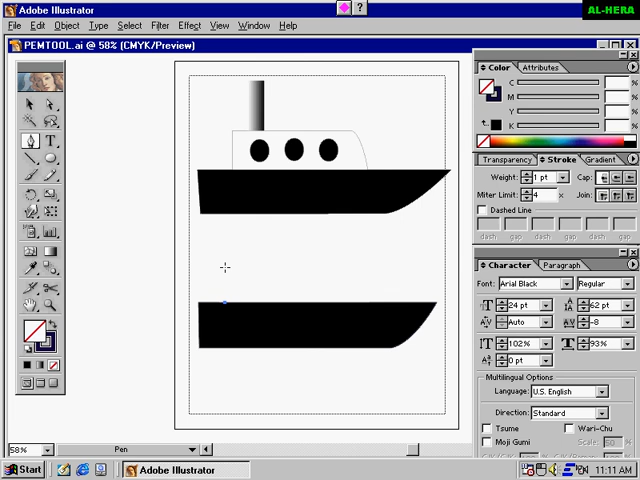 Adobe Illustrator
?
AL-HERA
File Edit Object Type Select Filter Effect View Window Help
PEMTOOL.ai @ 58% (CMYK/Preview)
Color Attributes
C %
M %
Y %
K %
Transparency Stroke Gradient
Weight: 1 pt Cap:
Miter Limit: 4 x Join:
Dashed Line
dash gap dash gap dash gap
Character Paragraph
Font: Arial Black Regular
24 pt 62 pt
Auto -8
102% 93%
0 pt
Multilingual Options
Language: U.S. English
Direction: Standard
Tsume Wari-Chu
Moji Gumi Scale: 50 %
58% Pen
Start Adobe Illustrator 11:11 AM